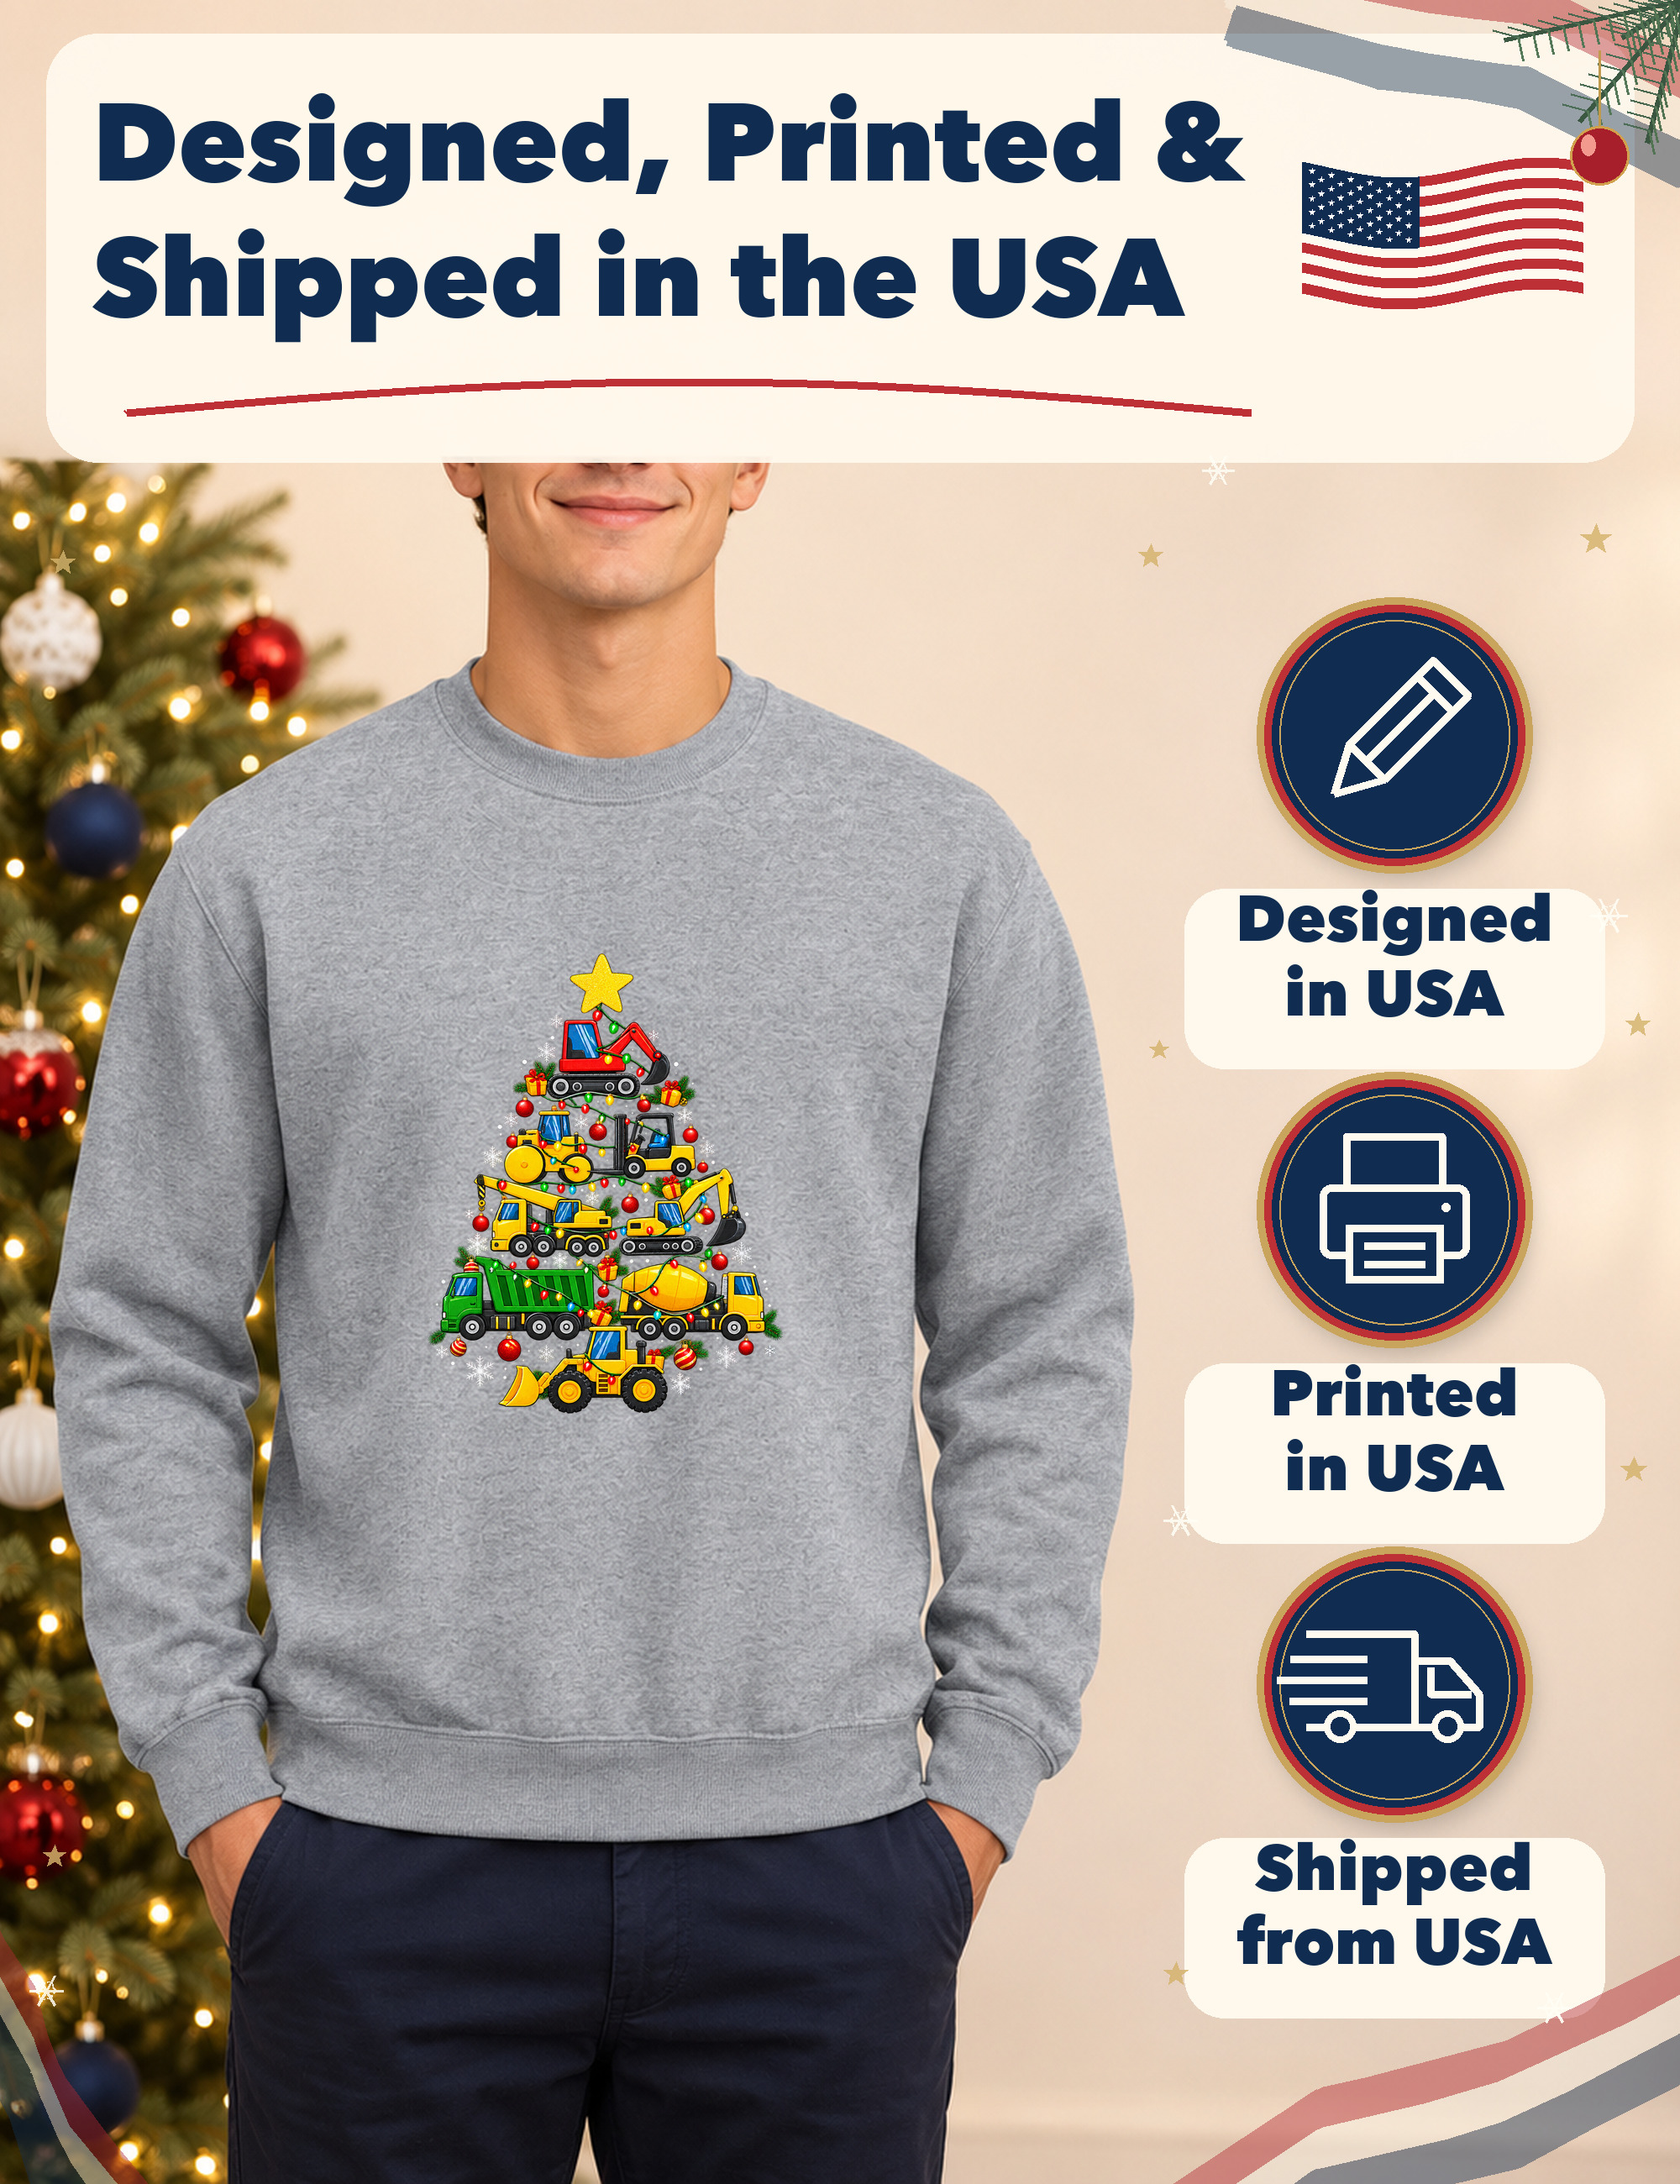 Designed, Printed &
Shipped in the USA
Designed
in USA
Printed
in USA
Shipped
from USA